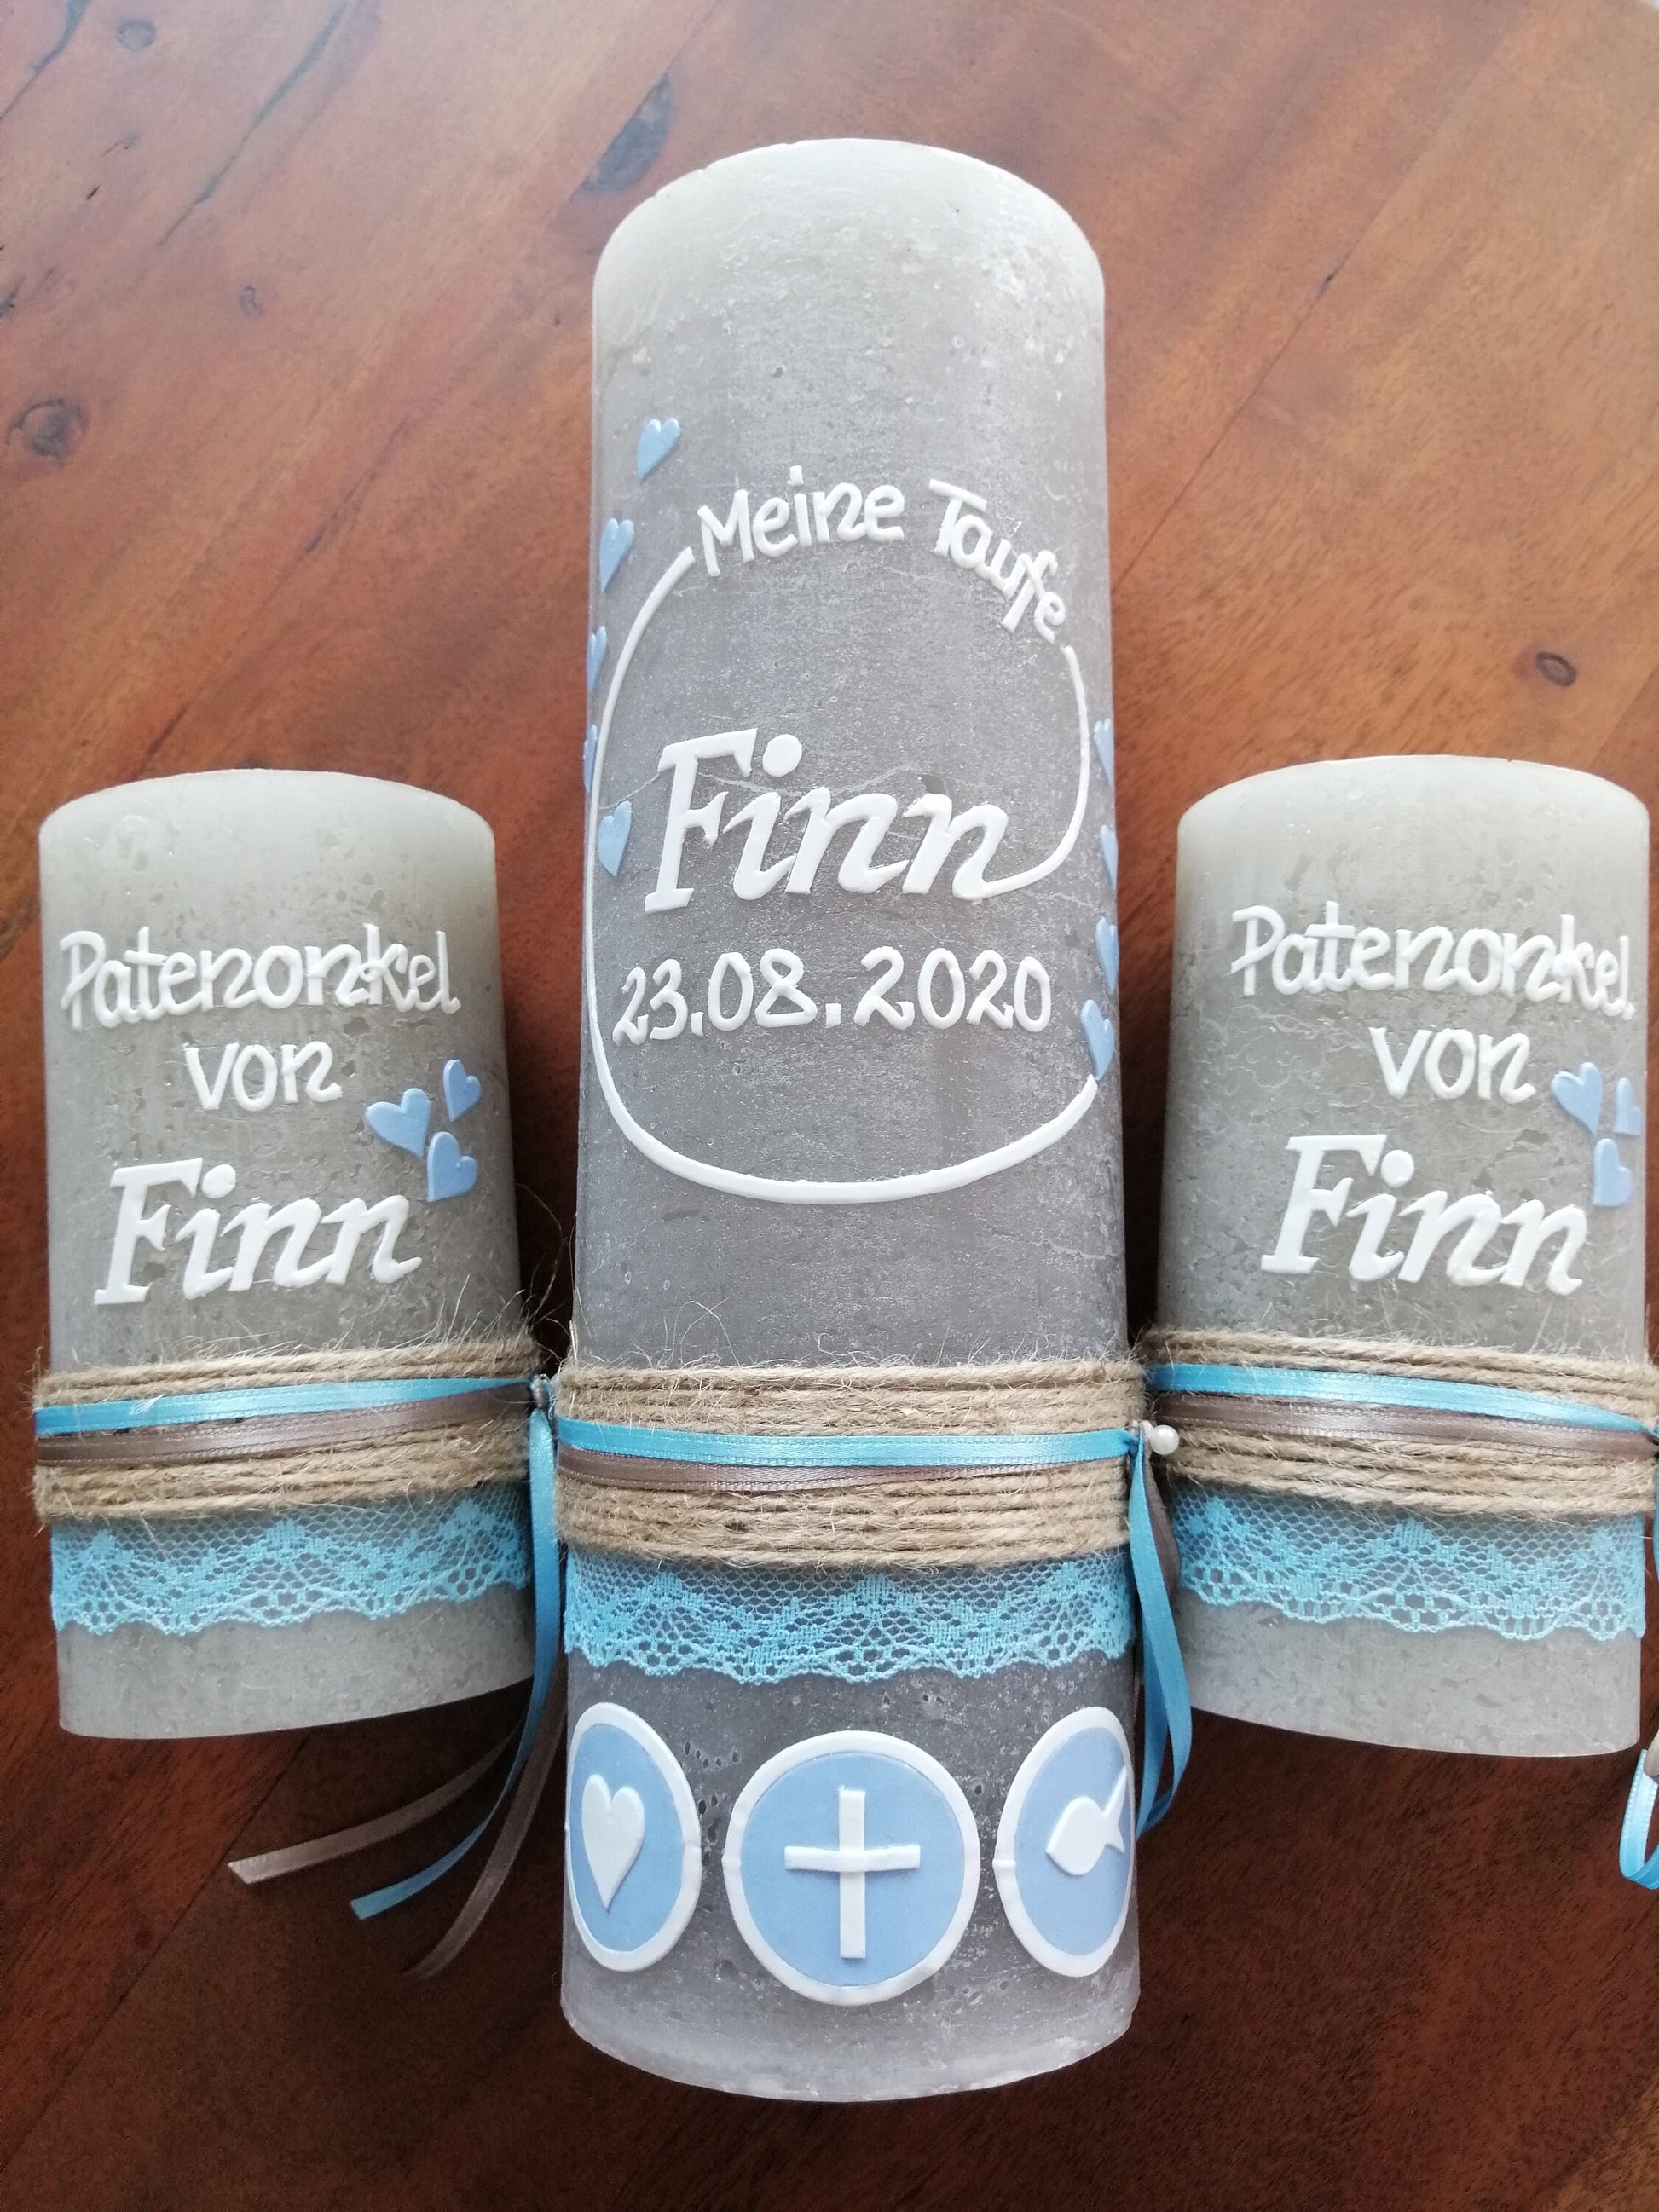 Meine Taufe
Finn
23.08.2020
Patenonkel
von
Finn
Patenonkel
von
Finn